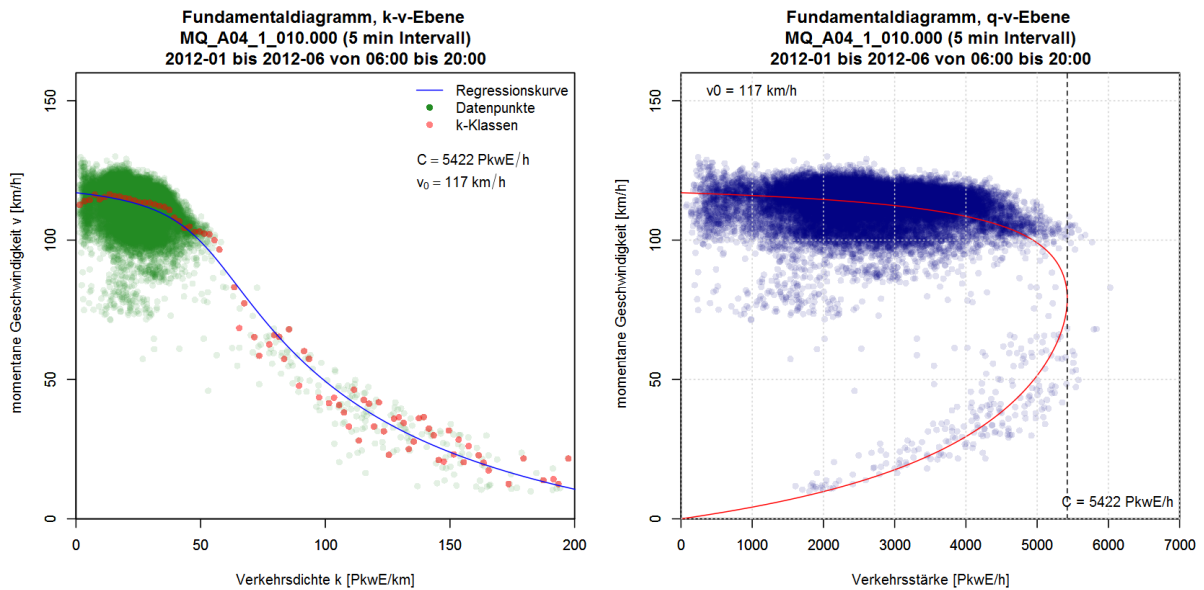 Fundamentaldiagramm, k-v-Ebene
MQ_A04_1_010.000 (5 min Intervall)
2012-01 bis 2012-06 von 06:00 bis 20:00
Regressionskurve
Datenpunkte
k-Klassen
C = 5422 PkwE/h
v0 = 117 km/h
momentane Geschwindigkeit v [km/h]
150
100
50
0
0 50 100 150 200
Verkehrsdichte k [PkwE/km]
Fundamentaldiagramm, q-v-Ebene
MQ_A04_1_010.000 (5 min Intervall)
2012-01 bis 2012-06 von 06:00 bis 20:00
v0 = 117 km/h
momentane Geschwindigkeit [km/h]
150
100
50
0
C = 5422 PkwE/h
0 1000 2000 3000 4000 5000 6000 7000
Verkehrsstärke [PkwE/h]